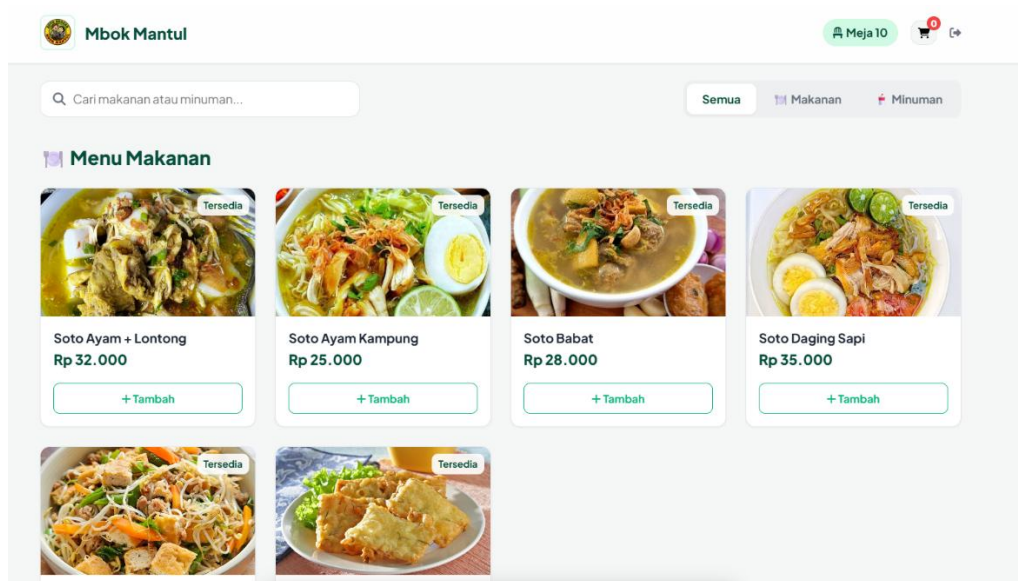 Mbok Mantul
Meja 10
0
Cari makanan atau minuman...
Semua
Makanan
Minuman
Menu Makanan
Tersedia
Tersedia
Tersedia
Tersedia
Soto Ayam + Lontong
Soto Ayam Kampung
Soto Babat
Soto Daging Sapi
Rp 32.000
Rp 25.000
Rp 28.000
Rp 35.000
+ Tambah
+ Tambah
+ Tambah
+ Tambah
Tersedia
Tersedia